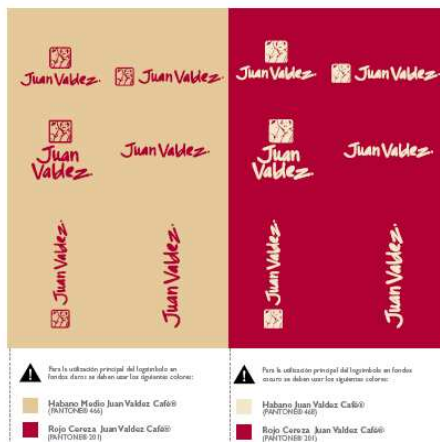 Juan Valdez.
Juan Valdez.
Juan
Valdez.
Juan Valdez.
Juan Valdez.
Juan Valdez.
Juan Valdez.
Juan Valdez.
Juan
Valdez.
Juan Valdez.
Juan Valdez.
Juan Valdez.
Para la utilización principal del logosímbolo en
fondos claros se deben usar los siguientes colores:
Habano Medio Juan Valdez Café®
(PANTONE® 466)
Rojo Cereza Juan Valdez Café®
(PANTONE® 201)
Para la utilización principal del logosímbolo en fondos
oscuros se deben usar los siguientes colores:
Habano Juan Valdez Café®
(PANTONE® 468)
Rojo Cereza Juan Valdez Café®
(PANTONE® 201)